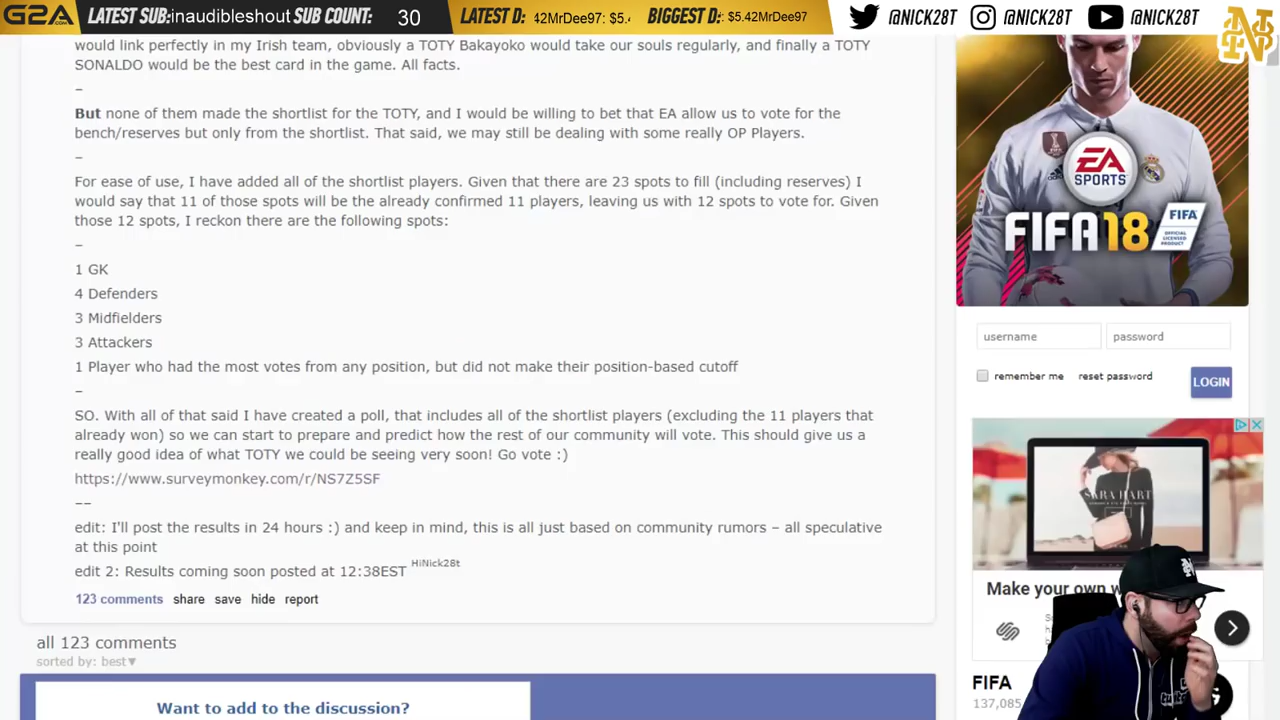 G2A.COM LATEST SUB: inaudibleshout SUB COUNT: 30 LATEST D: 42MrDee97: $5.4 BIGGEST D: $5.42MrDee97 @NICK28T @NICK28T @NICK28T
would link perfectly in my Irish team, obviously a TOTY Bakayoko would take our souls regularly, and finally a TOTY
SONALDO would be the best card in the game. All facts.
–
But none of them made the shortlist for the TOTY, and I would be willing to bet that EA allow us to vote for the
bench/reserves but only from the shortlist. That said, we may still be dealing with some really OP Players.
–
For ease of use, I have added all of the shortlist players. Given that there are 23 spots to fill (including reserves) I
would say that 11 of those spots will be the already confirmed 11 players, leaving us with 12 spots to vote for. Given
those 12 spots, I reckon there are the following spots:
–
1 GK
4 Defenders
3 Midfielders
3 Attackers
1 Player who had the most votes from any position, but did not make their position-based cutoff
–
SO. With all of that said I have created a poll, that includes all of the shortlist players (excluding the 11 players that
already won) so we can start to prepare and predict how the rest of our community will vote. This should give us a
really good idea of what TOTY we could be seeing very soon! Go vote :)
https://www.surveymonkey.com/r/NS7Z5SF
––
edit: I'll post the results in 24 hours :) and keep in mind, this is all just based on community rumors – all speculative
at this point
edit 2: Results coming soon posted at 12:38EST HiNick28t
123 comments share save hide report
all 123 comments
sorted by: best▼
Want to add to the discussion?
EA
SPORTS
FIFA 18
FIFA
OFFICIAL
LICENSED
PRODUCT
username password
remember me reset password LOGIN
SARA HART
Make your own
FIFA
137,085